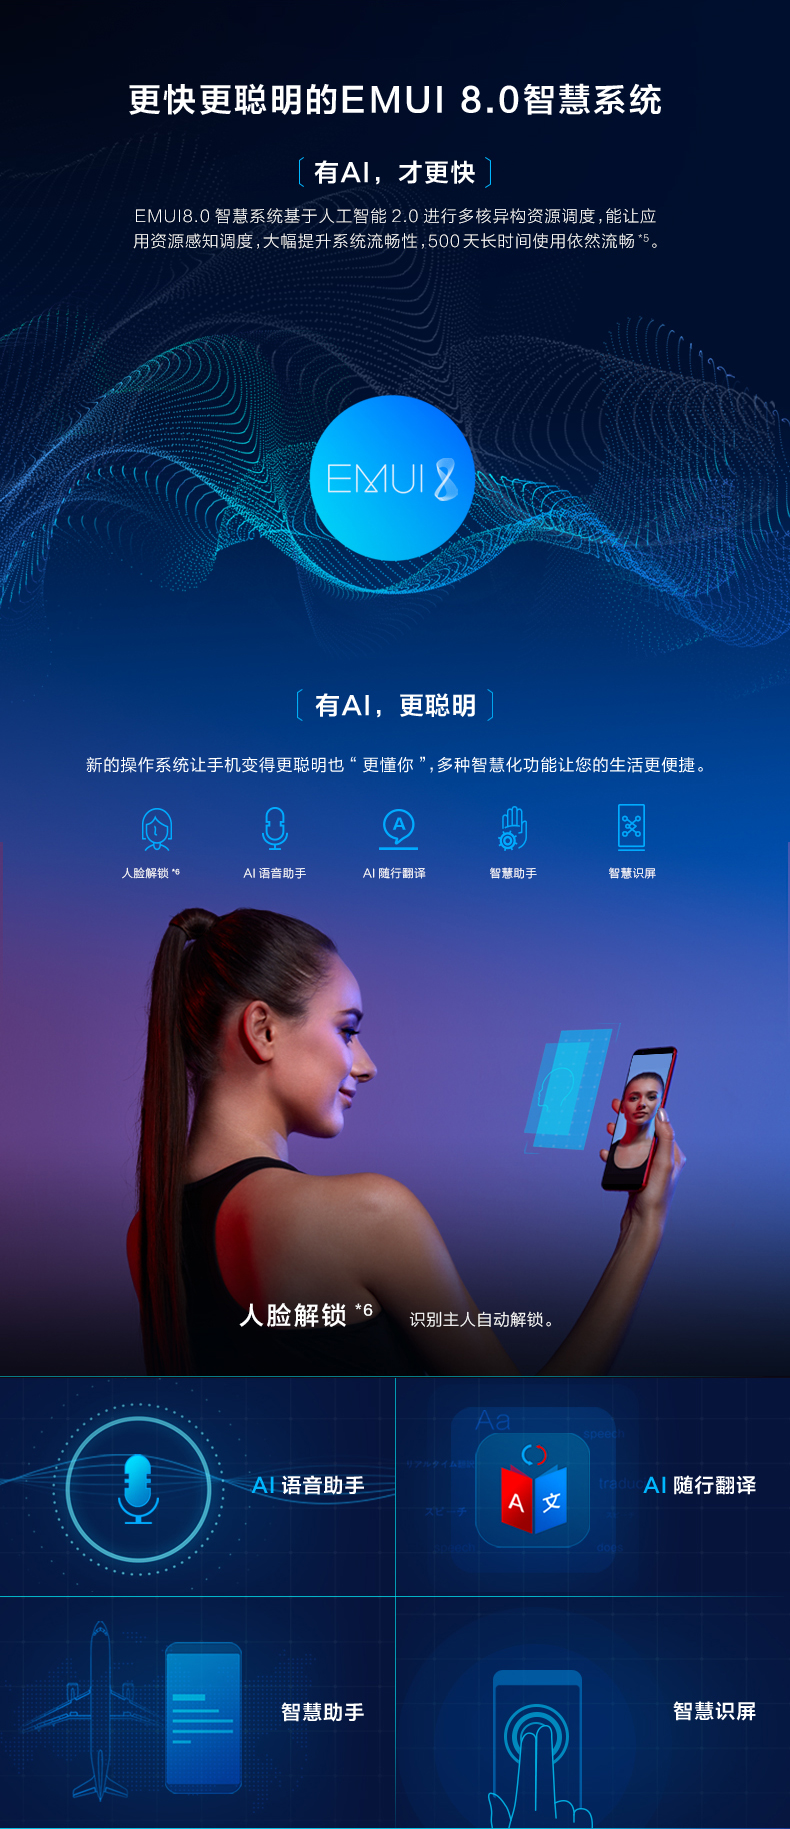 更快更聪明的EMUI 8.0智慧系统
有AI，才更快
EMUI8.0 智慧系统基于人工智能 2.0 进行多核异构资源调度，能让应
用资源感知调度，大幅提升系统流畅性，500 天长时间使用依然流畅 *5。
EMUI 8
有AI，更聪明
新的操作系统让手机变得更聪明也“ 更懂你 ”，多种智慧化功能让您的生活更便捷。
人脸解锁 *6
AI 语音助手
AI 随行翻译
智慧助手
智慧识屏
人脸解锁 *6 识别主人自动解锁。
AI 语音助手
Aa
speech
スピーチ
A 文
AI 随行翻译
智慧助手
智慧识屏